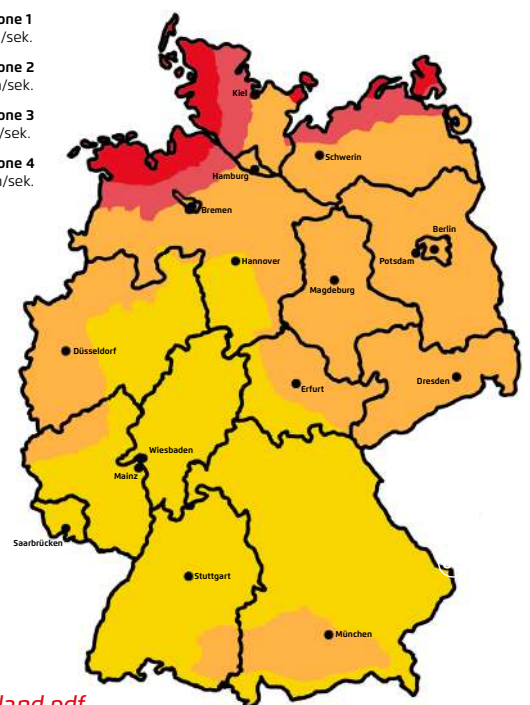 one 1
/sek.
one 2
/sek.
one 3
/sek.
one 4
/sek.
Kiel
Schwerin
Hamburg
Bremen
Berlin
Hannover
Potsdam
Magdeburg
Düsseldorf
Dresden
Erfurt
Wiesbaden
Mainz
Saarbrücken
Stuttgart
München
land.pdf